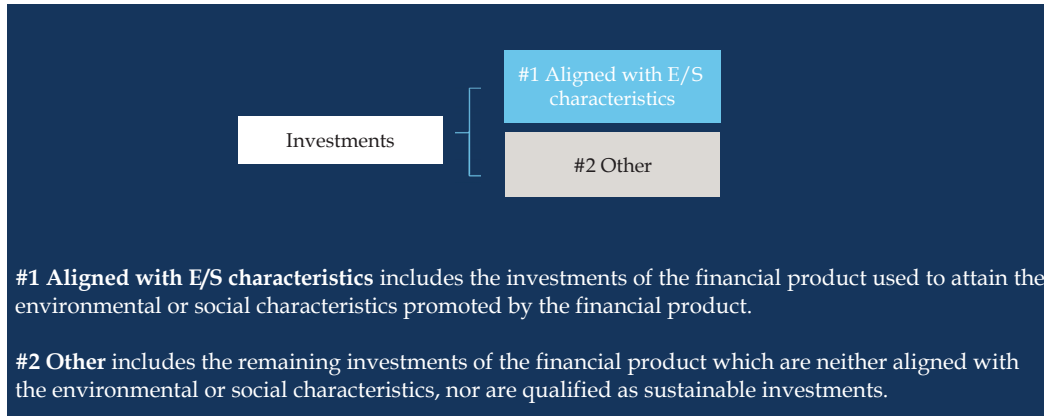 #1 Aligned with E/S
characteristics
Investments
#2 Other
#1 Aligned with E/S characteristics includes the investments of the financial product used to attain the
environmental or social characteristics promoted by the financial product.
#2 Other includes the remaining investments of the financial product which are neither aligned with
the environmental or social characteristics, nor are qualified as sustainable investments.